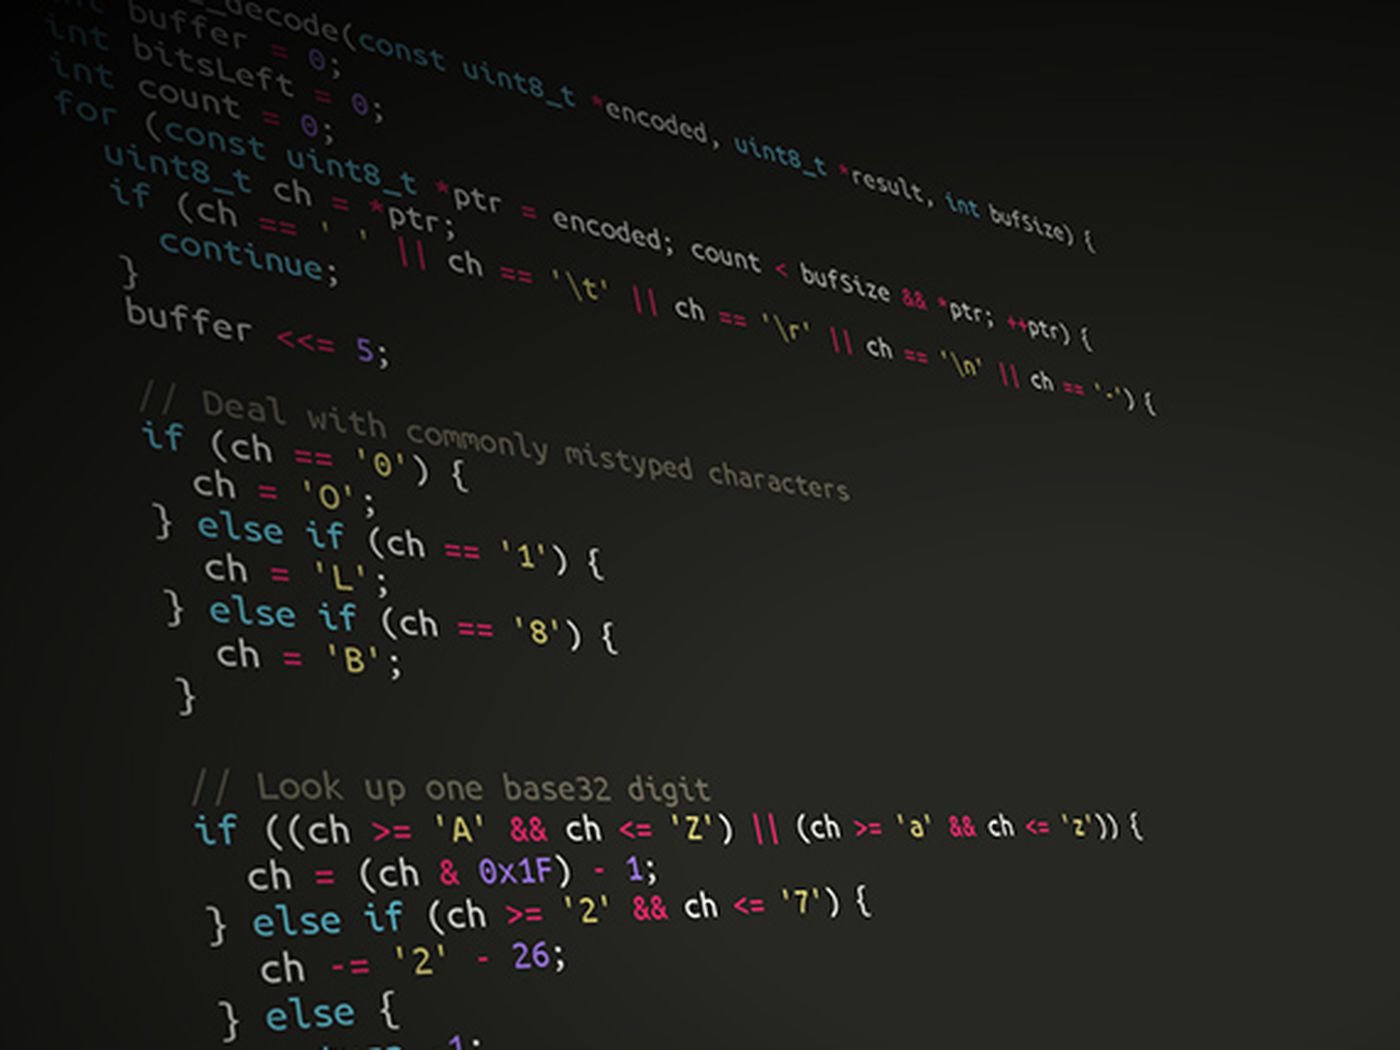 decode(const uint8_t *encoded, uint8_t *result, int bufSize) {
int buffer = 0;
int bitsLeft = 0;
int count = 0;
for (const uint8_t *ptr = encoded; count < bufSize && *ptr; ++ptr) {
uint8_t ch = *ptr;
if (ch == ' ' || ch == '\t' || ch == '\r' || ch == '\n' || ch == '-') {
continue;
}
buffer <<= 5;
// Deal with commonly mistyped characters
if (ch == '0') {
ch = 'O';
} else if (ch == '1') {
ch = 'L';
} else if (ch == '8') {
ch = 'B';
}
// Look up one base32 digit
if ((ch >= 'A' && ch <= 'Z') || (ch >= 'a' && ch <= 'z')) {
ch = (ch & 0x1F) - 1;
} else if (ch >= '2' && ch <= '7') {
ch -= '2' - 26;
} else {
1;